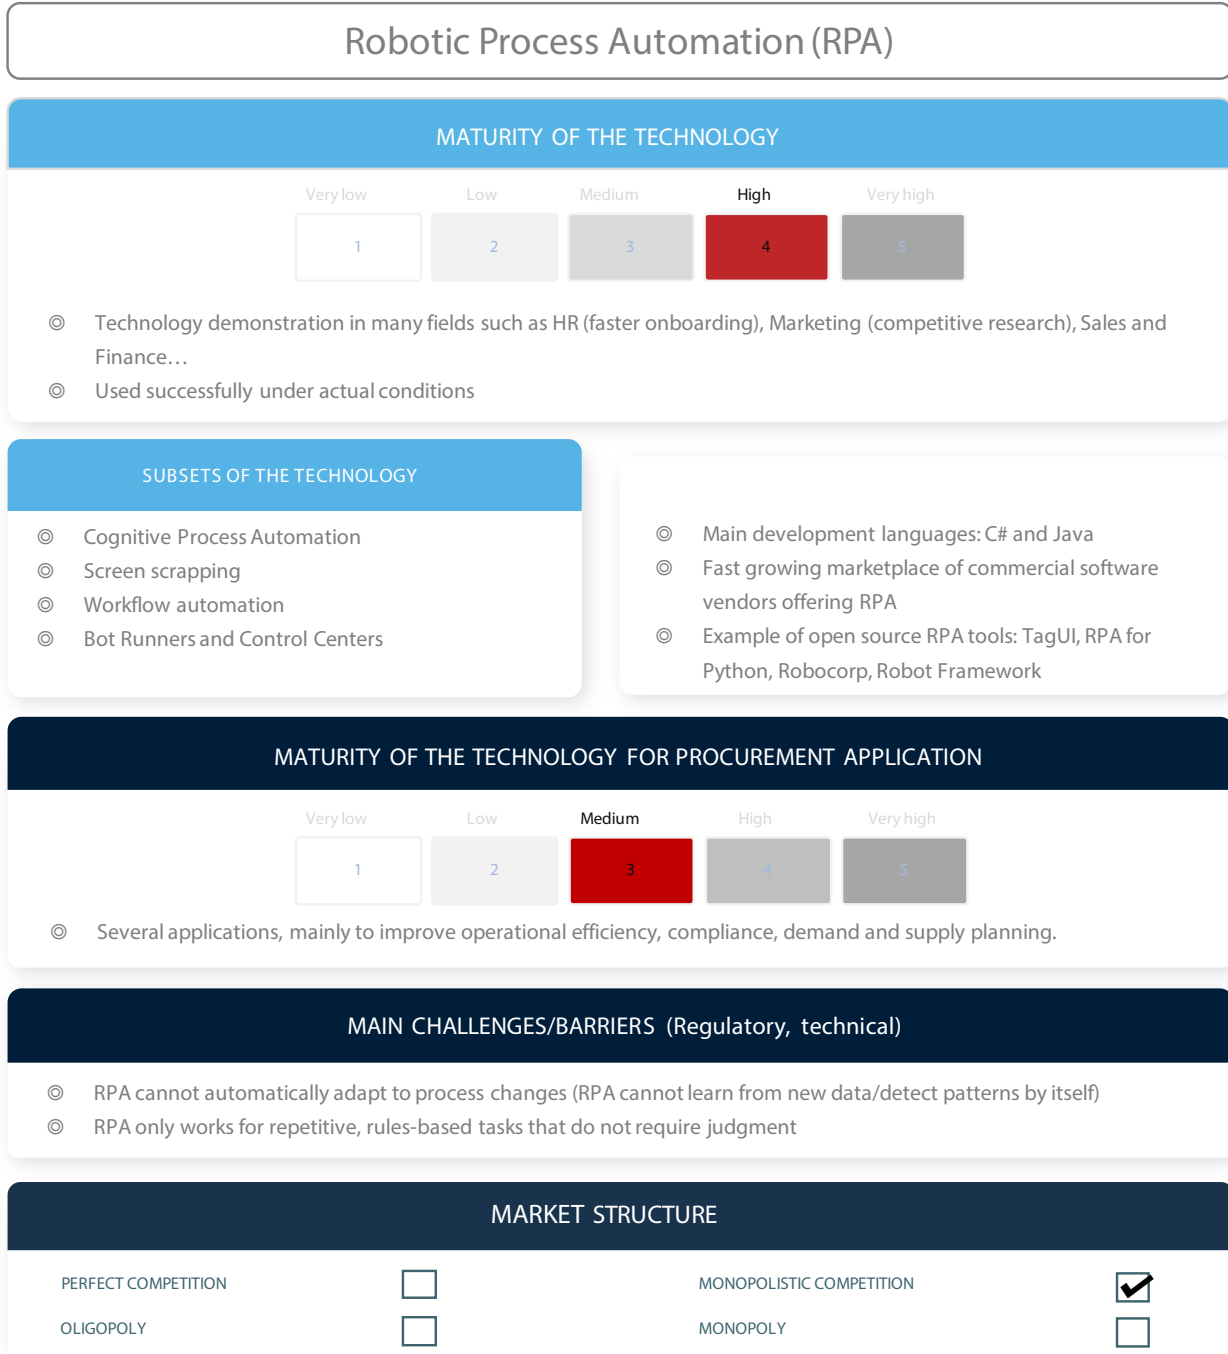 Robotic Process Automation (RPA)
MATURITY OF THE TECHNOLOGY
Very low Low Medium High Very high
1 2 3 4 5
◎ Technology demonstration in many fields such as HR (faster onboarding), Marketing (competitive research), Sales and
Finance…
◎ Used successfully under actual conditions
SUBSETS OF THE TECHNOLOGY
◎ Cognitive Process Automation
◎ Screen scrapping
◎ Workflow automation
◎ Bot Runners and Control Centers
◎ Main development languages: C# and Java
◎ Fast growing marketplace of commercial software
vendors offering RPA
◎ Example of open source RPA tools: TagUI, RPA for
Python, Robocorp, Robot Framework
MATURITY OF THE TECHNOLOGY FOR PROCUREMENT APPLICATION
Very low Low Medium High Very high
1 2 3 4 5
◎ Several applications, mainly to improve operational efficiency, compliance, demand and supply planning.
MAIN CHALLENGES/BARRIERS (Regulatory, technical)
◎ RPA cannot automatically adapt to process changes (RPA cannot learn from new data/detect patterns by itself)
◎ RPA only works for repetitive, rules-based tasks that do not require judgment
MARKET STRUCTURE
PERFECT COMPETITION MONOPOLISTIC COMPETITION ✔
OLIGOPOLY MONOPOLY